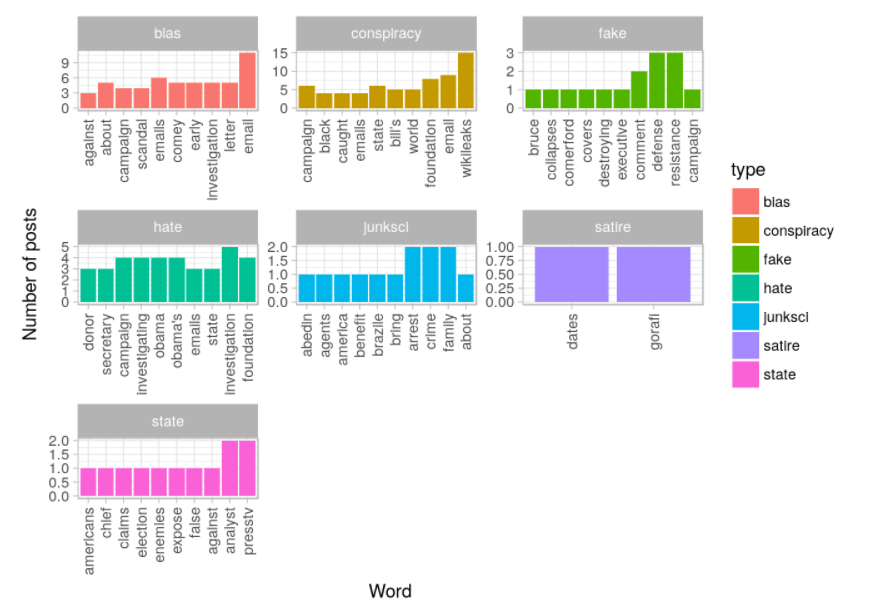 bias
conspiracy
fake
9
6
3
0
15
10
5
0
3
2
1
0
against
about
campaign
scandal
emails
comey
early
investigation
letter
email
campaign
black
caught
emails
state
bill's
world
foundation
email
wikileaks
bruce
collapses
comerford
covers
destroying
executive
comment
defense
resistance
campaign
hate
junksci
satire
5
4
3
2
1
0
2.0
1.5
1.0
0.5
0.0
1.00
0.75
0.50
0.25
0.00
donor
secretary
campaign
investigating
obama
obama's
emails
state
investigation
foundation
abedin
agents
america
benefit
brazile
bring
arrest
crime
family
about
dates
gorafi
state
2.0
1.5
1.0
0.5
0.0
americans
chief
claims
election
enemies
expose
false
against
analyst
presstv
Number of posts
Word
type
bias
conspiracy
fake
hate
junksci
satire
state